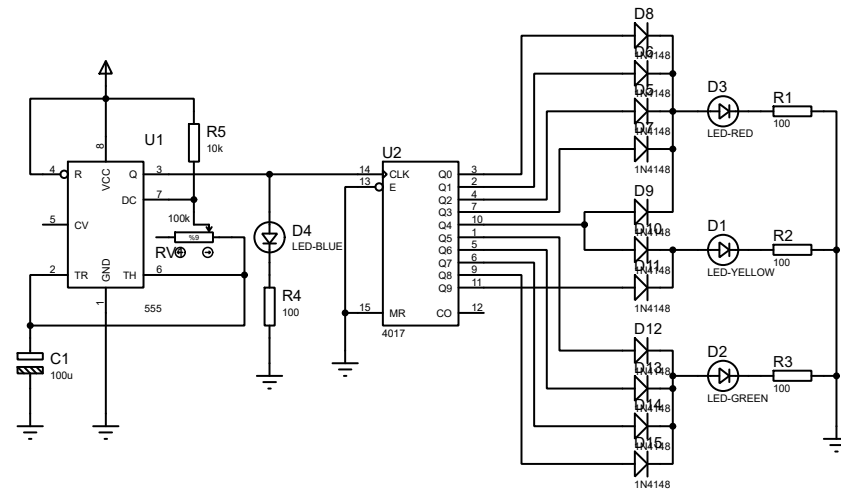 D8
1N4148
D6
1N4148
D5
1N4148
D7
1N4148
D3
LED-RED
R1
100
U1
R5
10k
U2
4
R
8
VCC
Q
3
DC
7
5
CV
2
TR
GND
1
TH
6
555
100k
%9
RV1
D4
LED-BLUE
R4
100
C1
100u
14
CLK
13
E
15
MR
4017
Q0
3
Q1
2
Q2
4
Q3
7
Q4
10
Q5
1
Q6
5
Q7
6
Q8
9
Q9
11
CO
12
D9
D10
D11
1N4148
D1
LED-YELLOW
R2
100
D12
1N4148
D13
1N4148
D14
1N4148
D15
1N4148
D2
LED-GREEN
R3
100